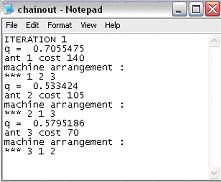 chainout - Notepad
File Edit Format View Help
ITERATION 1
q =  0.7055475
ant 1 cost 140
machine arrangement :
*** 1 2 3
q =  0.533424
ant 2 cost 105
machine arrangement :
*** 2 1 3
q =  0.5795186
ant 3 cost 70
machine arrangement :
*** 3 1 2